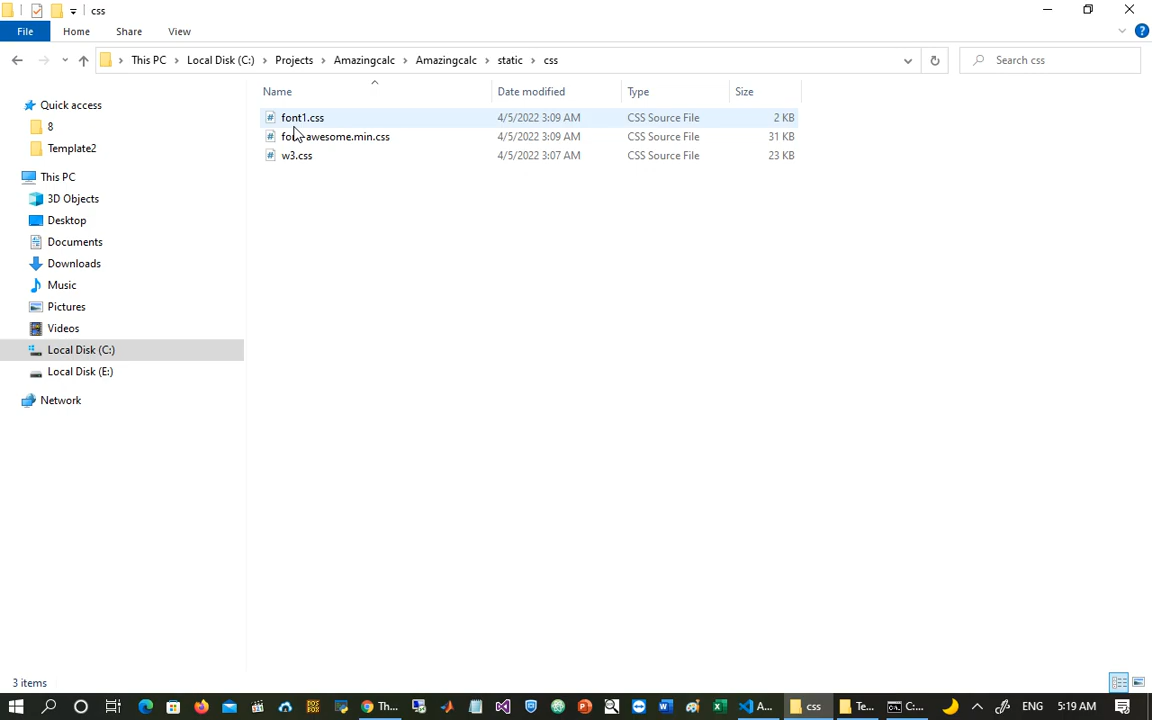 css
File
Home
Share
View
This PC
Local Disk (C:)
Projects
Amazingcalc
Amazingcalc
static
css
Search css
Name
Date modified
Type
Size
Quick access
8
Template2
This PC
3D Objects
Desktop
Documents
Downloads
Music
Pictures
Videos
Local Disk (C:)
Local Disk (E:)
Network
font1.css 4/5/2022 3:09 AM CSS Source File 2 KB
4/5/2022 3:09 AM CSS Source File 31 KB
w3.css 4/5/2022 3:07 AM CSS Source File 23 KB
3 items
Th...
A...
css
Te...
C:...
ENG
5:19 AM